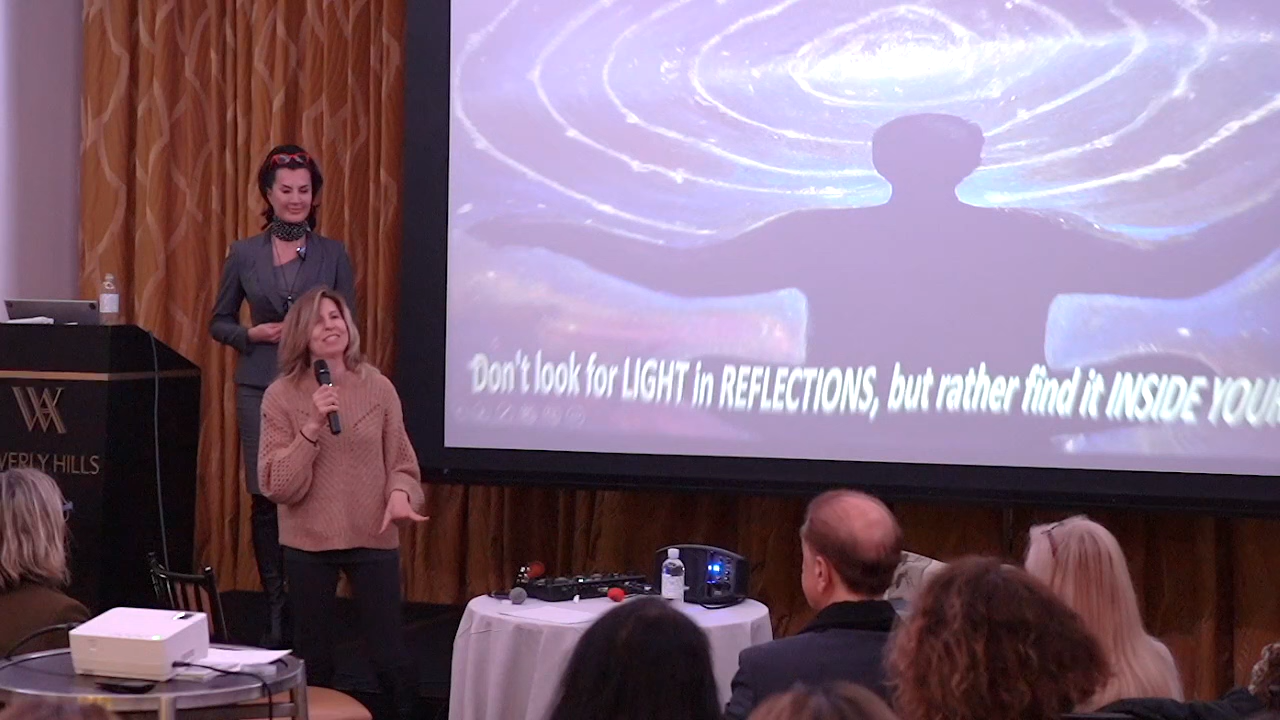 Don't look for LIGHT in REFLECTIONS, but rather find it INSIDE YOUR
WA
VERLY HILLS